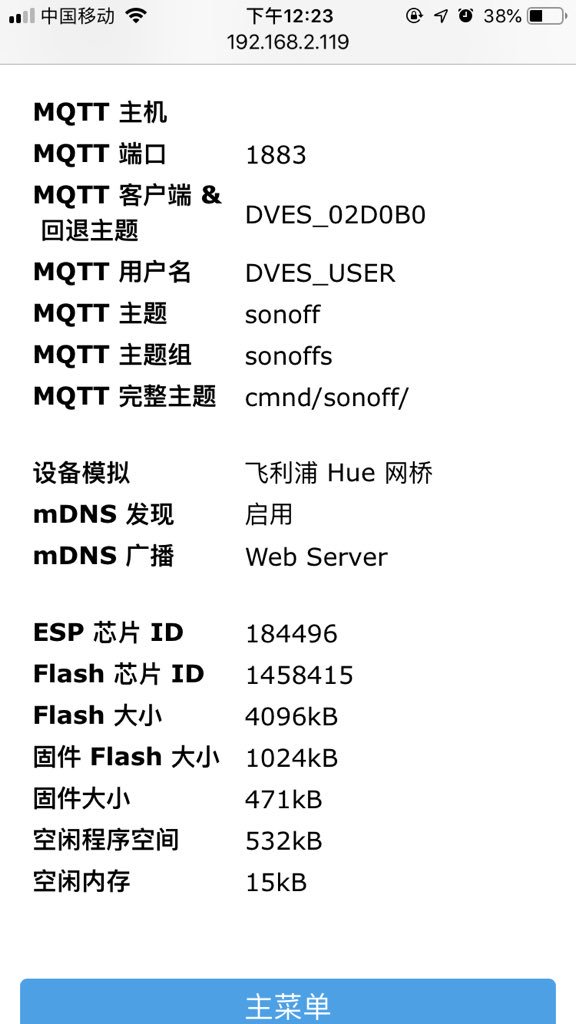 中国移动 下午12:23 38%
192.168.2.119
MQTT 主机
MQTT 端口 1883
MQTT 客户端 &
回退主题 DVES_02D0B0
MQTT 用户名 DVES_USER
MQTT 主题 sonoff
MQTT 主题组 sonoffs
MQTT 完整主题 cmnd/sonoff/
设备模拟 飞利浦 Hue 网桥
mDNS 发现 启用
mDNS 广播 Web Server
ESP 芯片 ID 184496
Flash 芯片 ID 1458415
Flash 大小 4096kB
固件 Flash 大小 1024kB
固件大小 471kB
空闲程序空间 532kB
空闲内存 15kB
主菜单